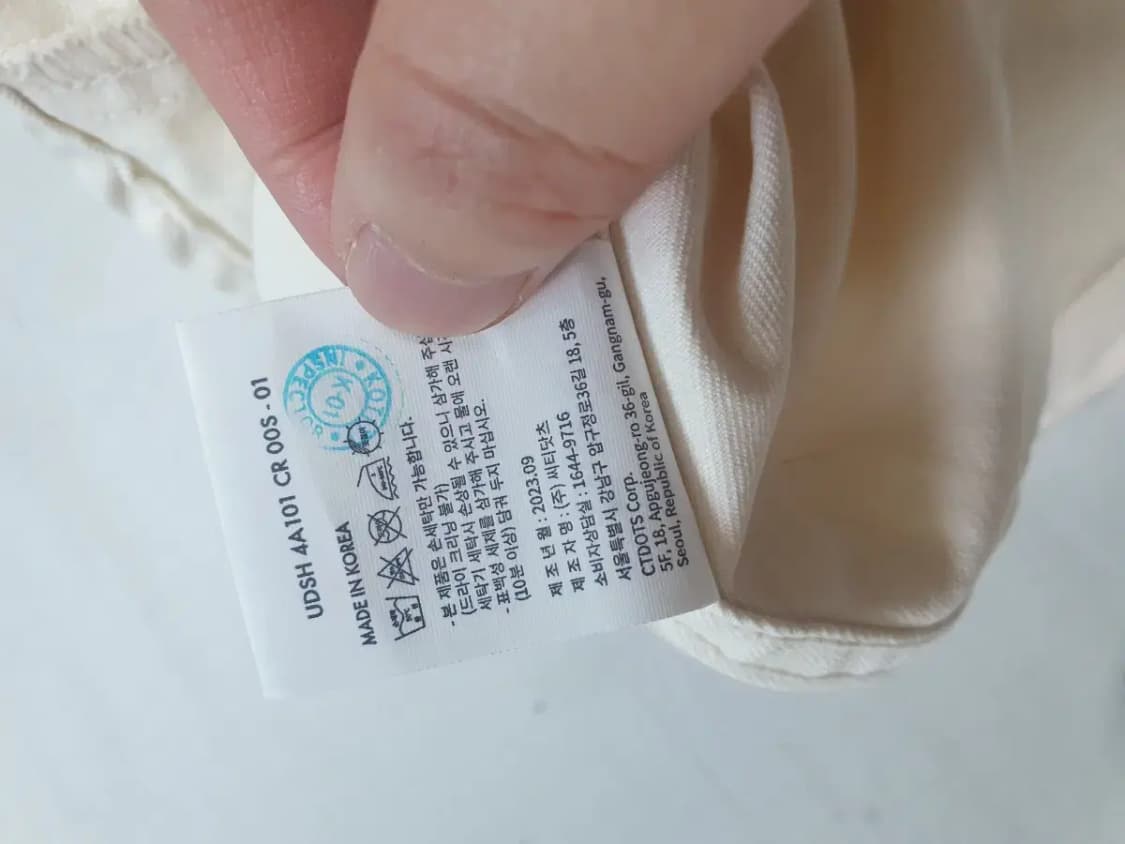 UDSH 4A101 CR 00S - 01
INSPECTOR
K-01
MADE IN KOREA
- 본 제품은 손세탁만 가능합니다.
(드라이 크리닝 불가)
세탁기 세탁시 손상될 수 있으니 삼가해 주십
- 표백성 세제를 삼가해 주시고 물에 오랜 시
(10분 이상) 담궈 두지 마십시오.
제 조 년 월 : 2023.09
제 조 자 명 : (주) 씨티닷츠
소비자상담실 : 1644-9716
서울특별시 강남구 압구정로36길 18, 5층
CTDOTS Corp.
5F, 18, Apgujeong-ro 36-gil, Gangnam-gu,
Seoul, Republic of Korea